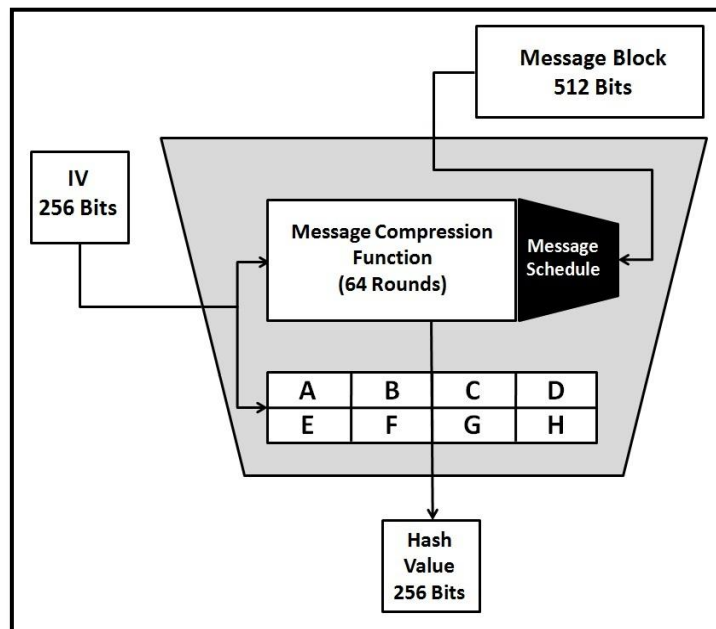 Message Block
512 Bits
IV
256 Bits
Message Compression
Function
(64 Rounds)
Message
Schedule
A B C D
E F G H
Hash
Value
256 Bits